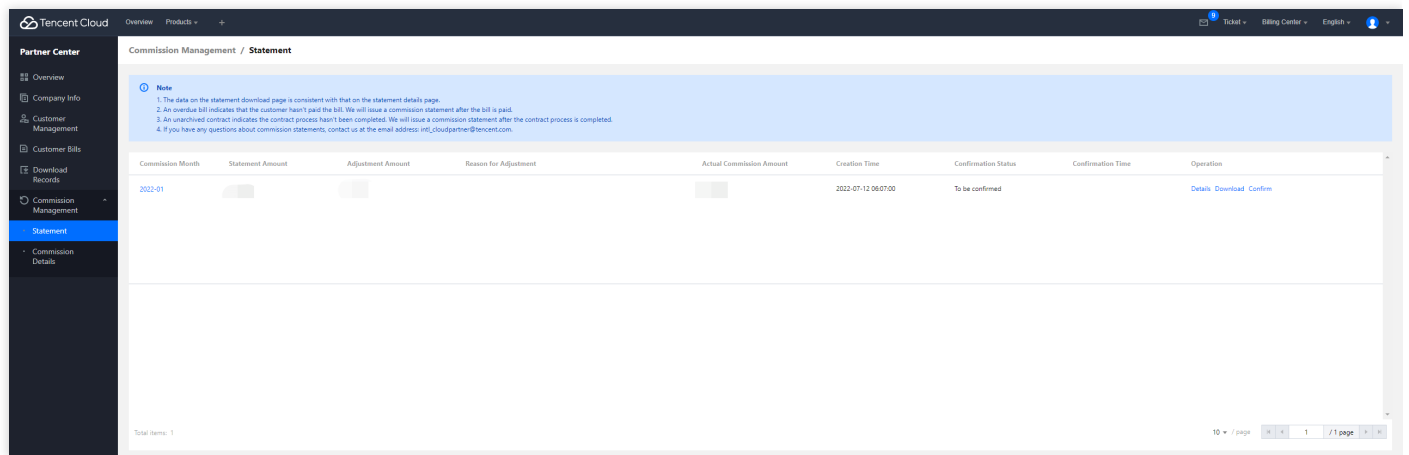 Tencent Cloud Overview Products + 9 Ticket Billing Center English
Partner Center
Commission Management / Statement
Overview
Company Info
Customer
Management
Customer Bills
Download
Records
Commission
Management
Statement
Commission
Details
Note
1. The data on the statement download page is consistent with that on the statement details page.
2. An overdue bill indicates that the customer hasn't paid the bill. We will issue a commission statement after the bill is paid.
3. An unarchived contract indicates the contract process hasn't been completed. We will issue a commission statement after the contract process is completed.
4. If you have any questions about commission statements, contact us at the email address: intl_cloudpartner@tencent.com.
Commission Month Statement Amount Adjustment Amount Reason for Adjustment Actual Commission Amount Creation Time Confirmation Status Confirmation Time Operation
2022-01 2022-07-12 06:07:00 To be confirmed Details Download Confirm
Total items: 1 10 / page 1 / 1 page